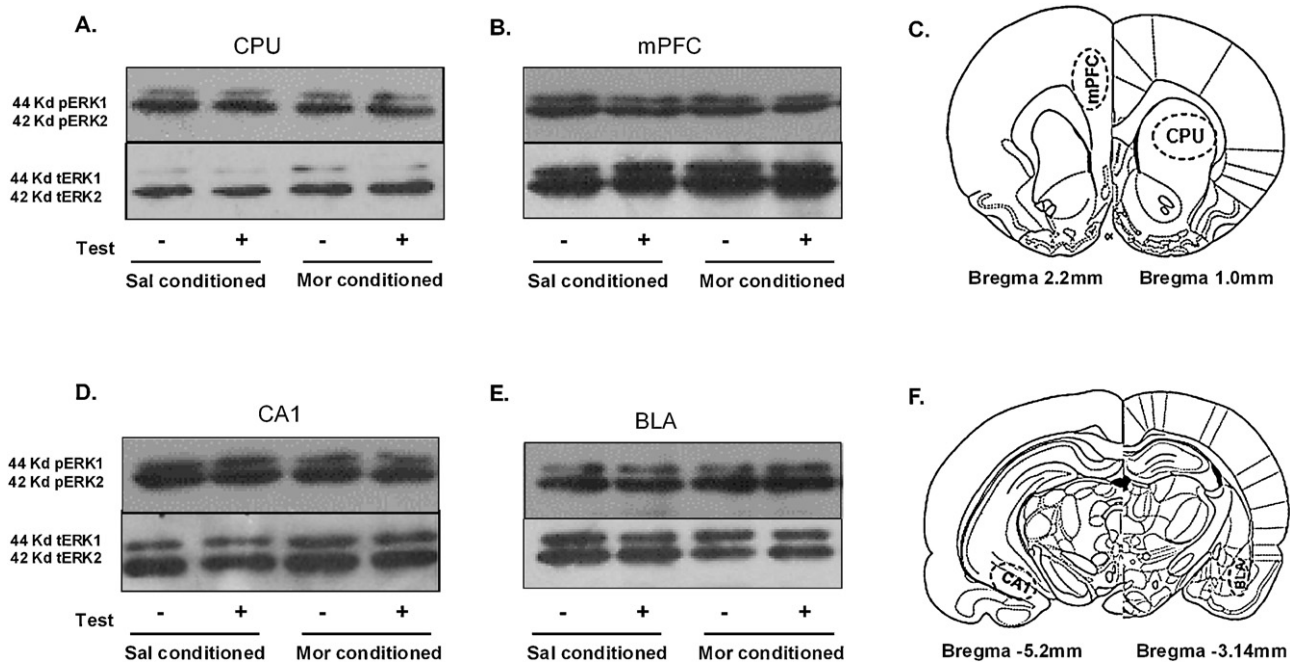 A.
CPU
44 Kd pERK1
42 Kd pERK2
44 Kd tERK1
42 Kd tERK2
Test - + - +
Sal conditioned Mor conditioned
B.
mPFC
- + - +
Sal conditioned Mor conditioned
C.
mPFC
CPU
α
Bregma 2.2mm Bregma 1.0mm
D.
CA1
44 Kd pERK1
42 Kd pERK2
44 Kd tERK1
42 Kd tERK2
Test - + - +
Sal conditioned Mor conditioned
E.
BLA
- + - +
Sal conditioned Mor conditioned
F.
CA1
BLA
Bregma -5.2mm Bregma -3.14mm